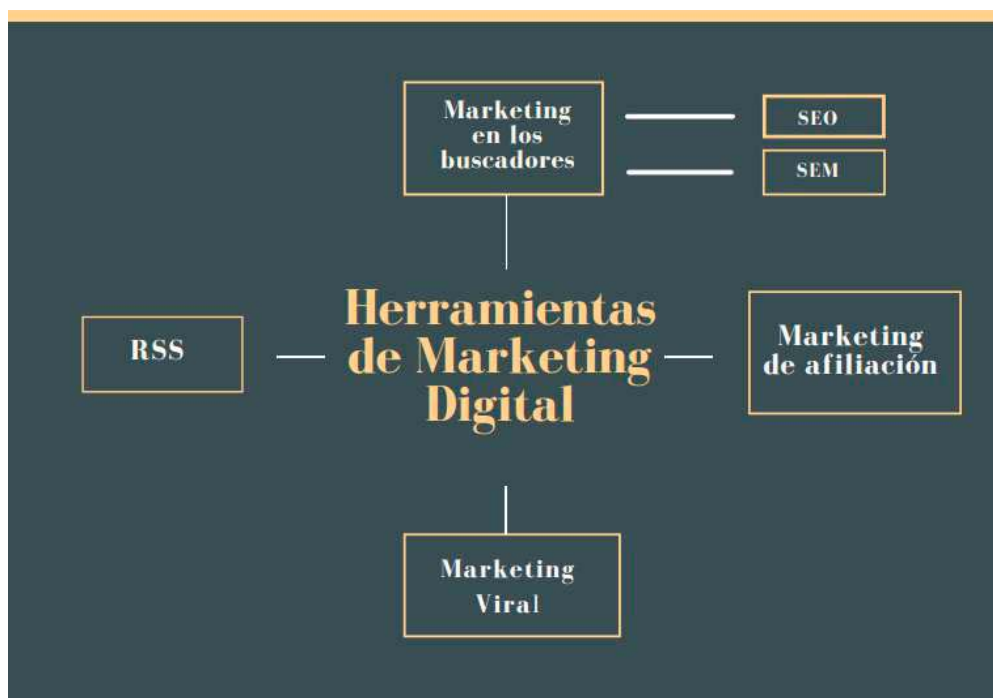 Marketing
en los
buscadores
SEO
SEM
Herramientas
de Marketing
Digital
RSS
Marketing
de afiliación
Marketing
Viral